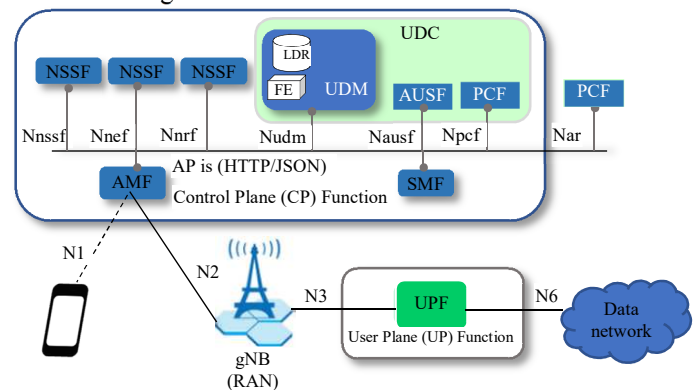 UDC
LDR
NSSF NSSF NSSF
FE UDM
AUSF PCF PCF
Nnssf Nnef Nnrf Nudm Nausf Npcf Nar
AP is (HTTP/JSON)
AMF SMF
Control Plane (CP) Function
N1
N2
N3
UPF
N6
Data
network
User Plane (UP) Function
gNB
(RAN)